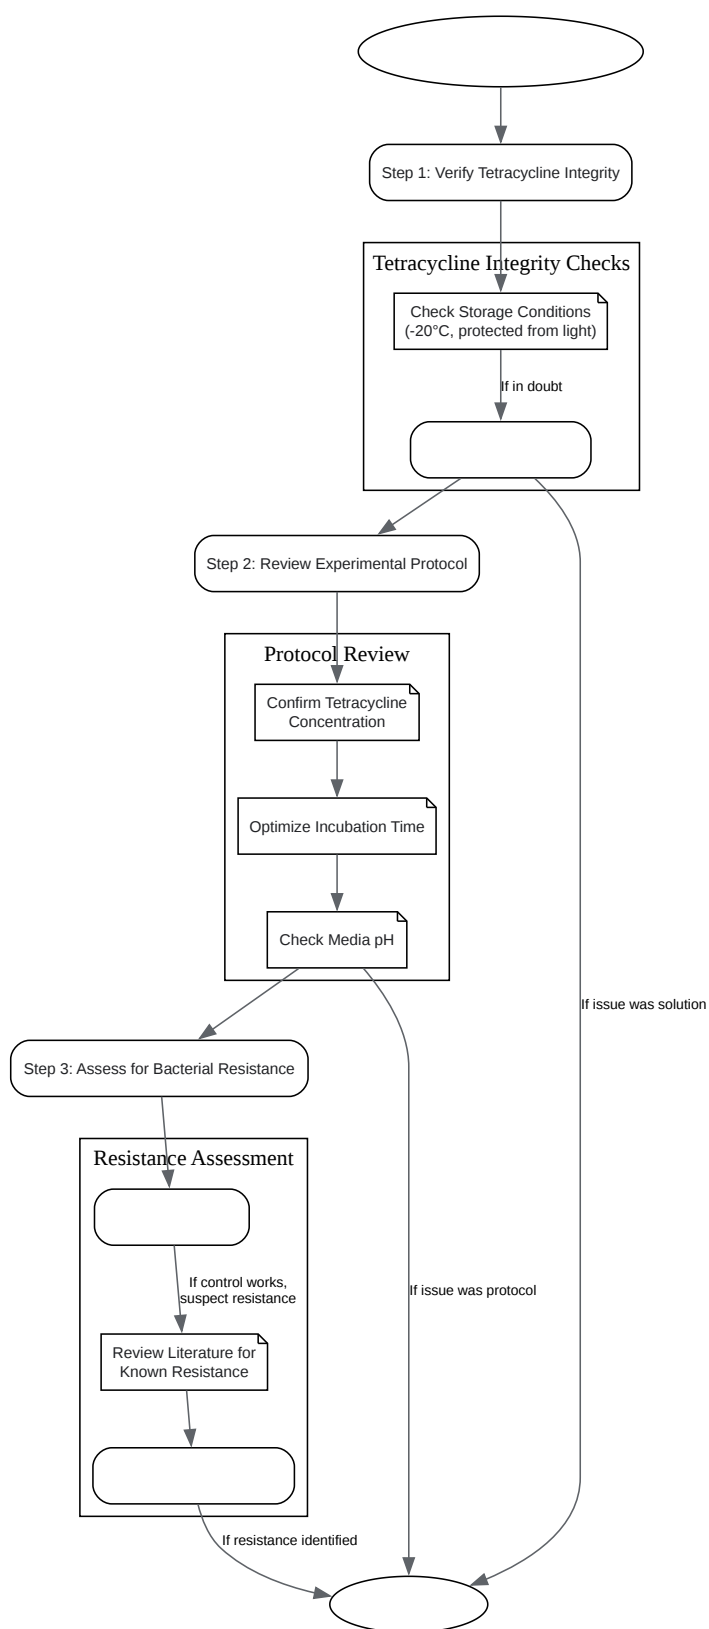 Step 1: Verify Tetracycline Integrity
Tetracycline Integrity Checks
Check Storage Conditions
(-20°C, protected from light)
If in doubt
Step 2: Review Experimental Protocol
Protocol Review
Confirm Tetracycline
Concentration
Optimize Incubation Time
Check Media pH
If issue was solution
Step 3: Assess for Bacterial Resistance
Resistance Assessment
If control works,
suspect resistance
If issue was protocol
Review Literature for
Known Resistance
If resistance identified